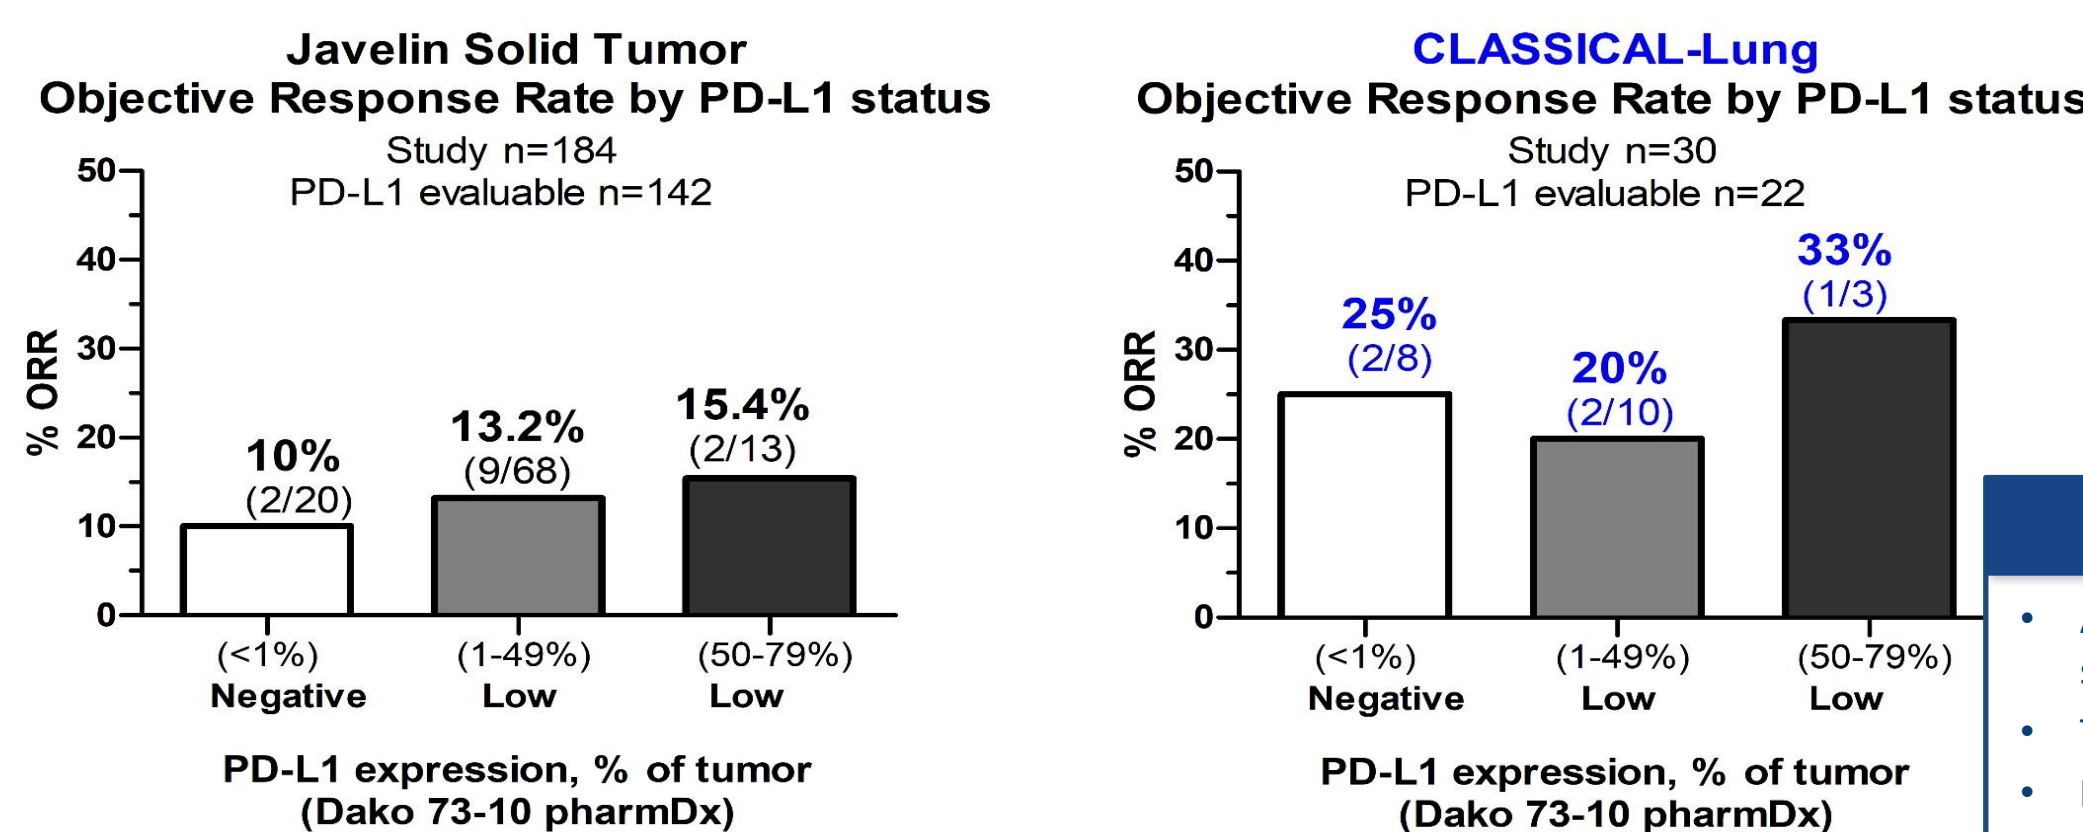 Javelin Solid Tumor
Objective Response Rate by PD-L1 status
Study n=184
PD-L1 evaluable n=142
% ORR
50
40
30
20
10
0
10%
(2/20)
13.2%
(9/68)
15.4%
(2/13)
(<1%) (1-49%) (50-79%)
Negative Low Low
PD-L1 expression, % of tumor
(Dako 73-10 pharmDx)
CLASSICAL-Lung
Objective Response Rate by PD-L1 status
Study n=30
PD-L1 evaluable n=22
% ORR
50
40
30
20
10
0
25%
(2/8)
20%
(2/10)
33%
(1/3)
(<1%) (1-49%) (50-79%)
Negative Low Low
PD-L1 expression, % of tumor
(Dako 73-10 pharmDx)